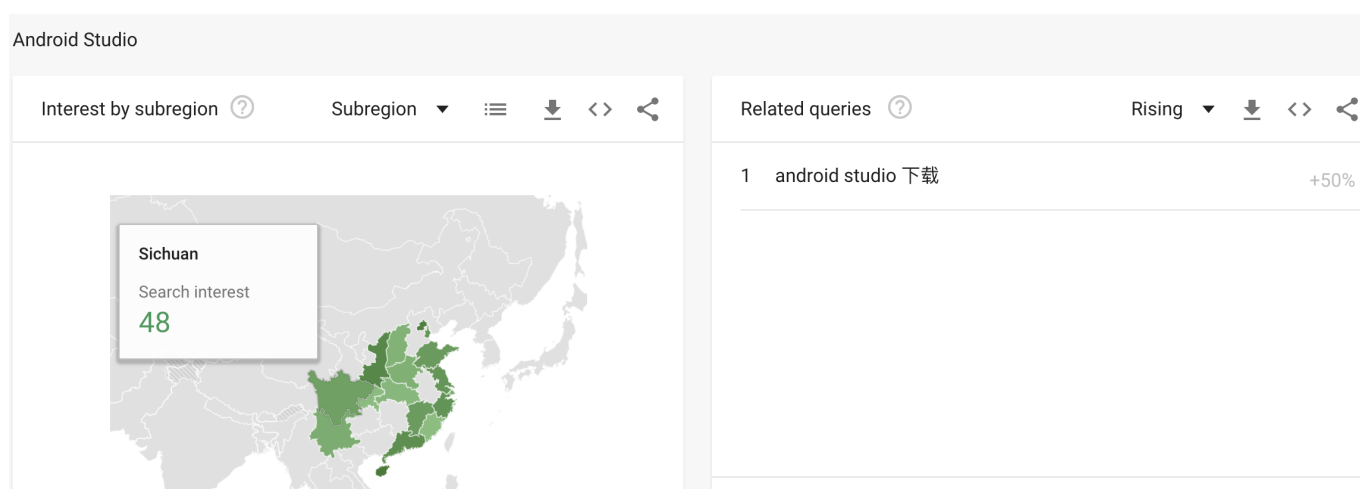 Android Studio
Interest by subregion
Subregion
Related queries
Rising
Sichuan
Search interest
48
1 android studio 下载 +50%